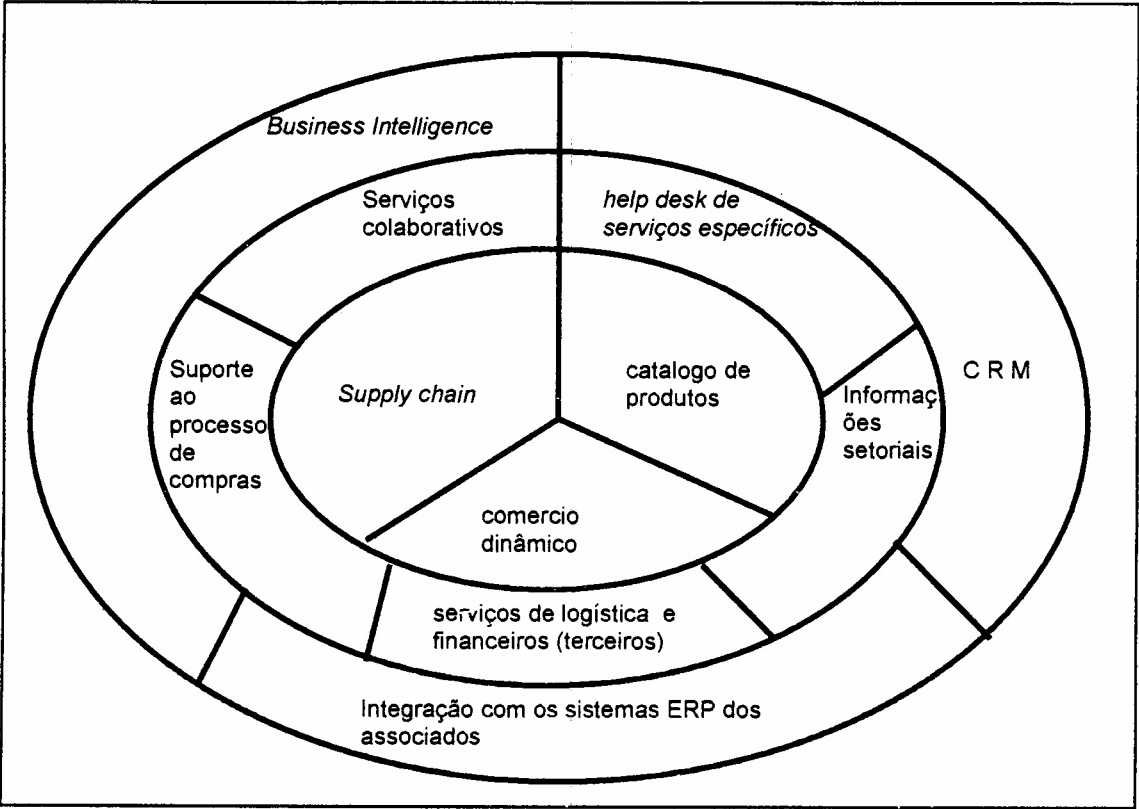 Business Intelligence
Serviços
colaborativos
help desk de
serviços específicos
Suporte
ao
processo
de
compras
Supply chain
catalogo de
produtos
Informaç
ões
setoriais
C R M
comercio
dinâmico
serviços de logística e
financeiros (terceiros)
Integração com os sistemas ERP dos
associados